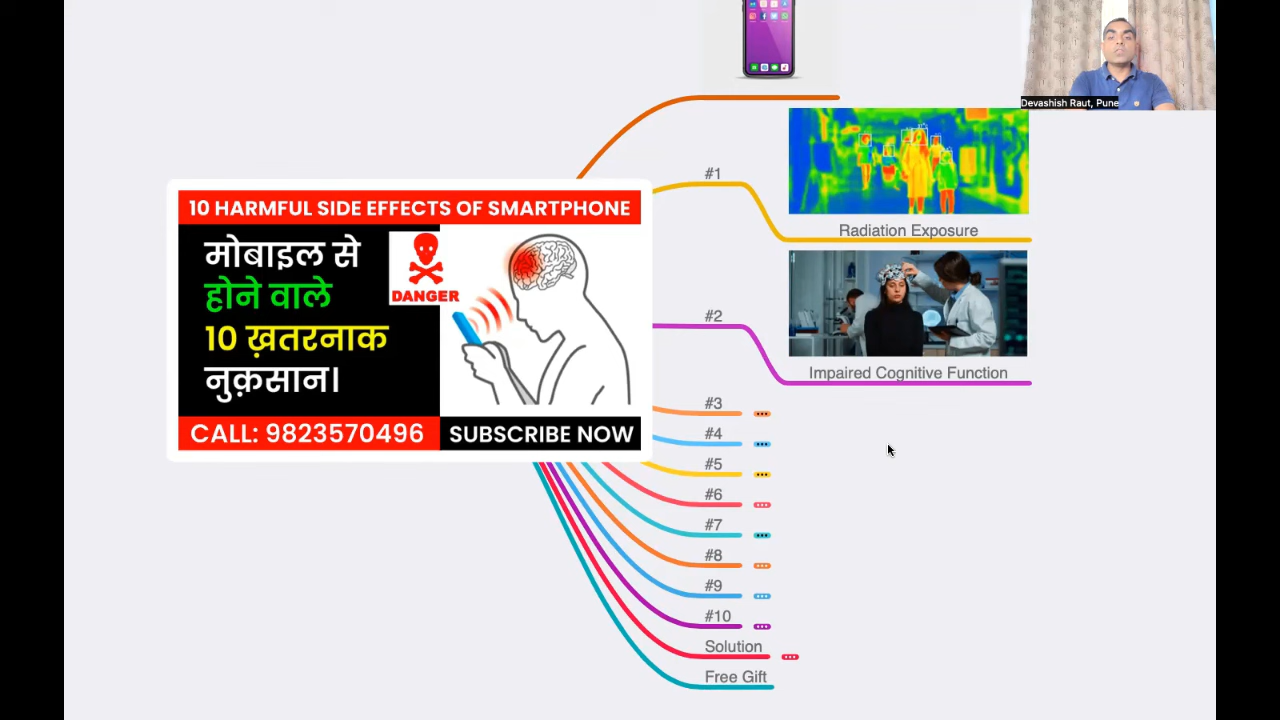 Devashish Raut, Pune
#1
Radiation Exposure
10 HARMFUL SIDE EFFECTS OF SMARTPHONE
मोबाइल से
होने वाले
10 ख़तरनाक
नुक़सान।
DANGER
CALL: 9823570496
SUBSCRIBE NOW
#2
Impaired Cognitive Function
#3
#4
#5
#6
#7
#8
#9
#10
Solution
Free Gift